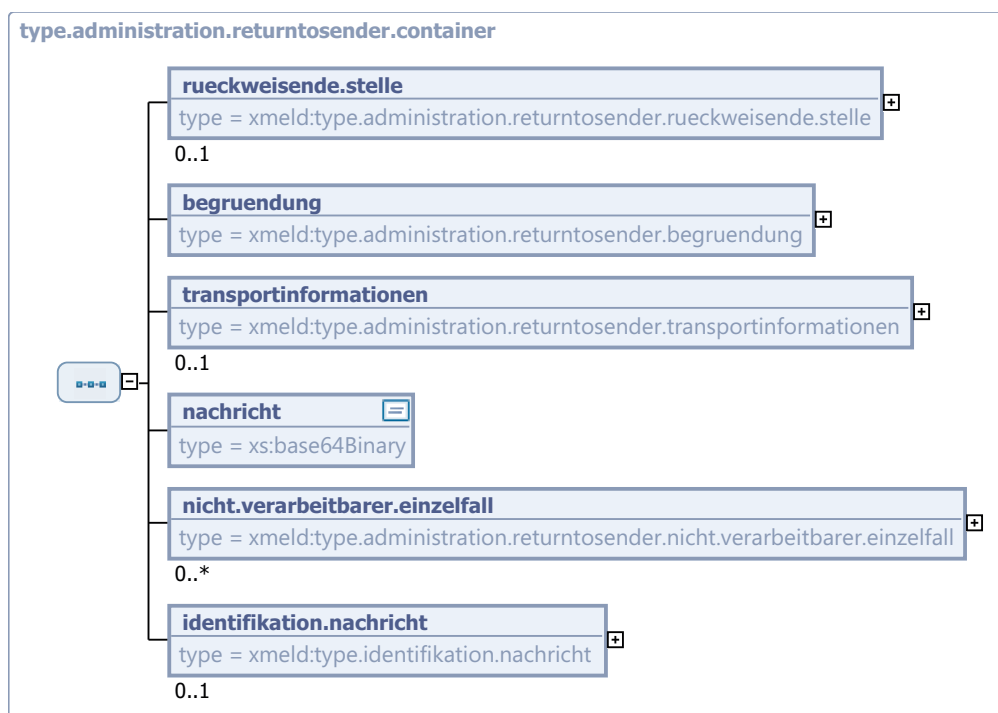 type.administration.returntosender.container
rueckweisende.stelle
type = xmeld:type.administration.returntosender.rueckweisende.stelle
0..1
begruendung
type = xmeld:type.administration.returntosender.begruendung
transportinformationen
type = xmeld:type.administration.returntosender.transportinformationen
0..1
nachricht
type = xs:base64Binary
nicht.verarbeitbarer.einzelfall
type = xmeld:type.administration.returntosender.nicht.verarbeitbarer.einzelfall
0..*
identifikation.nachricht
type = xmeld:type.identifikation.nachricht
0..1